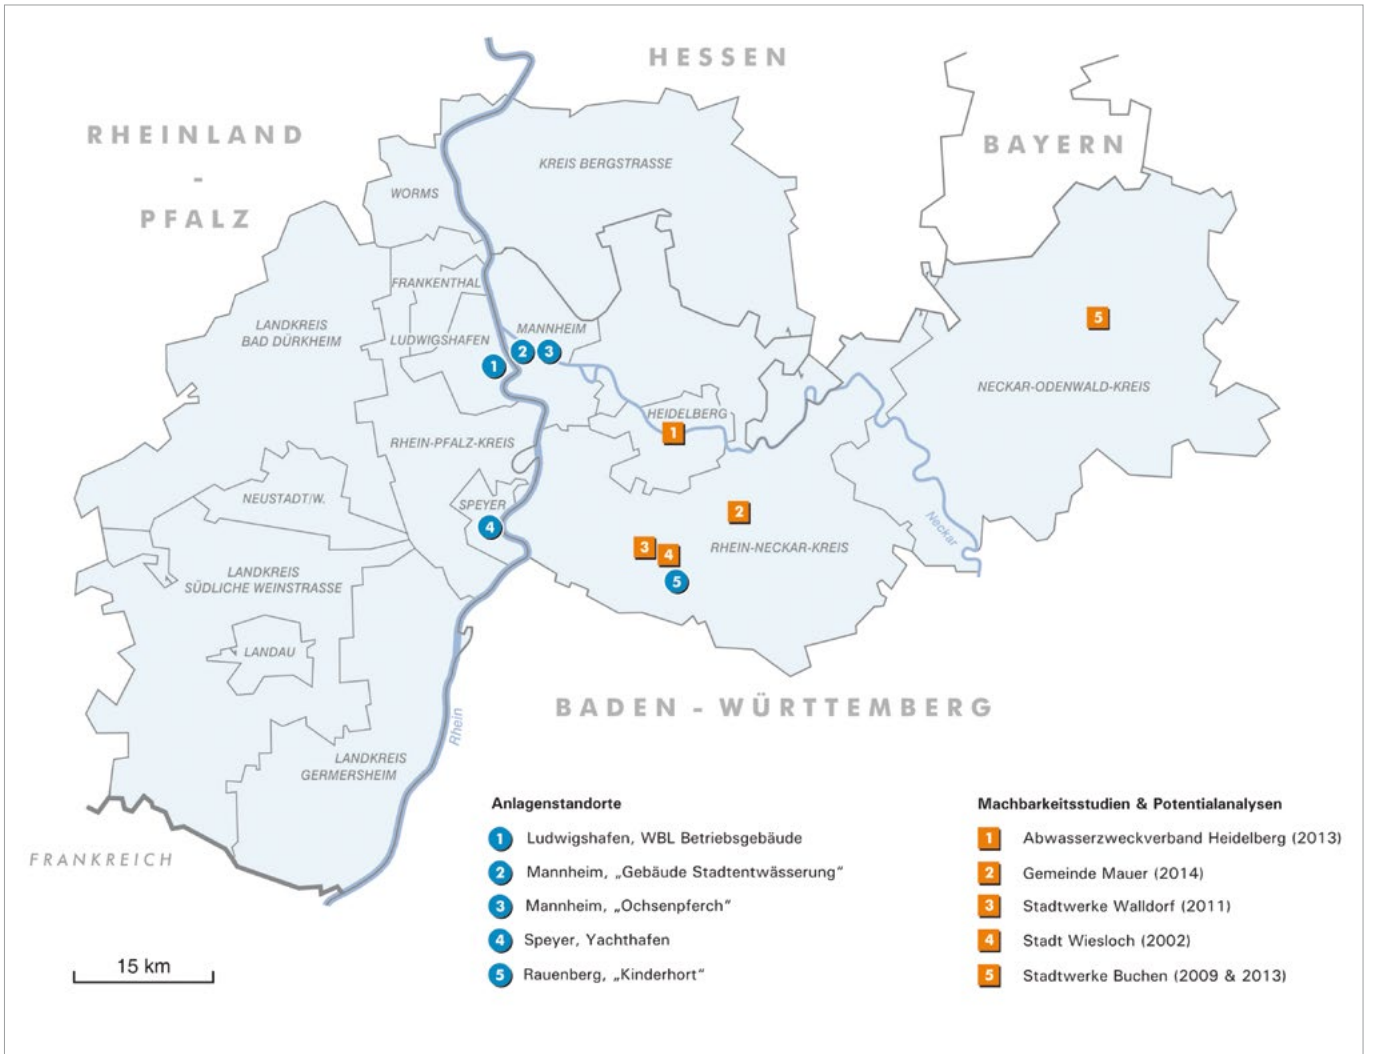 HESSEN
RHEINLAND
-
PFALZ
BAYERN
KREIS BERGSTRASSE
WORMS
FRANKENTHAL
LANDKREIS
BAD DÜRKHEIM
LUDWIGSHAFEN
MANNHEIM
1
2
3
5
NECKAR-ODENWALD-KREIS
HEIDELBERG
1
RHEIN-PFALZ-KREIS
NEUSTADT/W.
SPEYER
4
2
Neckar
3
4
RHEIN-NECKAR-KREIS
5
LANDKREIS
SÜDLICHE WEINSTRASSE
LANDAU
BADEN - WÜRTTEMBERG
Rhein
LANDKREIS
GERMERSHEIM
FRANKREICH
15 km
Anlagenstandorte
1 Ludwigshafen, WBL Betriebsgebäude
2 Mannheim, „Gebäude Stadtentwässerung“
3 Mannheim, „Ochsenpferch“
4 Speyer, Yachthafen
5 Rauenberg, „Kinderhort“
Machbarkeitsstudien & Potentialanalysen
1 Abwasserzweckverband Heidelberg (2013)
2 Gemeinde Mauer (2014)
3 Stadtwerke Walldorf (2011)
4 Stadt Wiesloch (2002)
5 Stadtwerke Buchen (2009 & 2013)